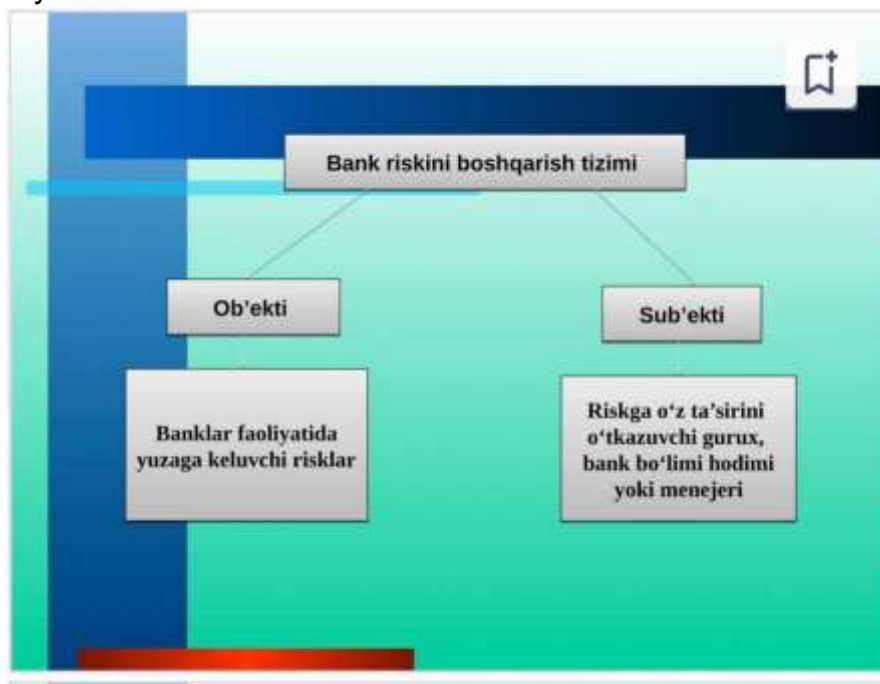 Bank riskini boshqarish tizimi
Ob’ekti
Sub’ekti
Banklar faoliyatida
yuzaga keluvchi risklar
Riskga o‘z ta’sirini
o‘tkazuvchi gurux,
bank bo‘limi hodimi
yoki menejeri